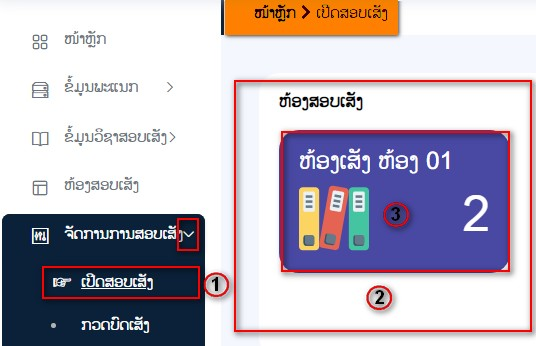 ໜ້າຫຼັກ > ເປີດສອບເສັງ
ໜ້າຫຼັກ
ຂໍ້ມູນພະແນກ >
ຂໍ້ມູນວິຊາສອບເສັງ >
ຫ້ອງສອບເສັງ
ຈັດການການສອບເສັງ
ເປີດສອບເສັງ
ກວດບົດເສັງ
1
ຫ້ອງສອບເສັງ
ຫ້ອງເສັງ ຫ້ອງ 01
3
2
2